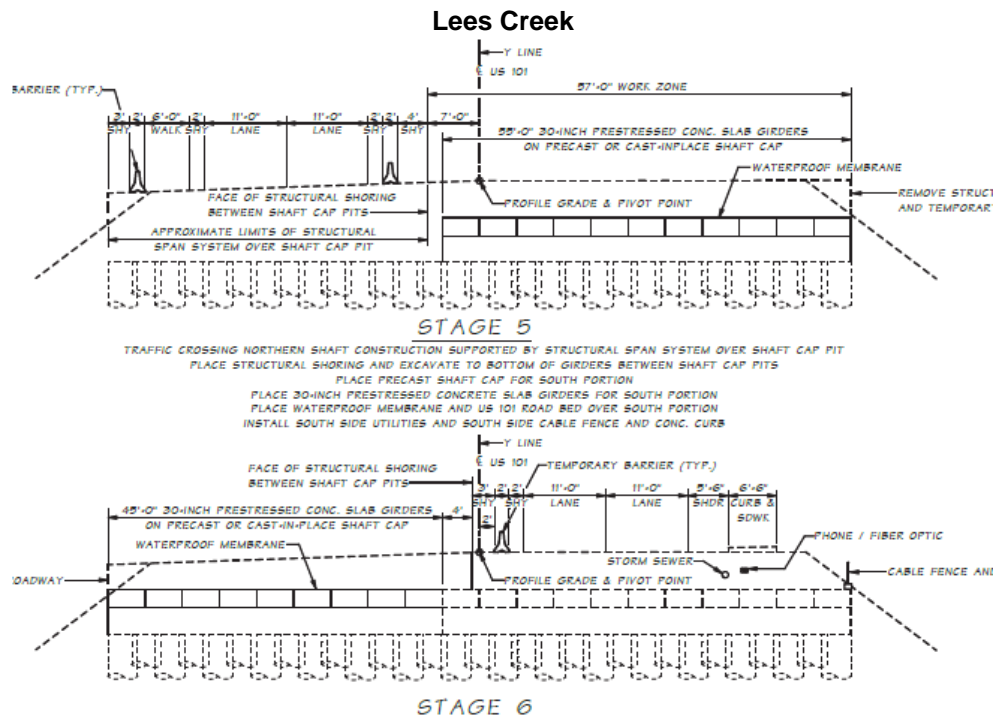 Lees Creek
Y LINE
℄ US 101
BARRIER (TYP.)
57'-0" WORK ZONE
3' 2' 6'-0" 2' 11'-0" 11'-0" 2' 2' 4' 7'-0"
SHY WALK SHY LANE LANE SHY SHY
55'-0" 30-INCH PRESTRESSED CONC. SLAB GIRDERS
ON PRECAST OR CAST-INPLACE SHAFT CAP
WATERPROOF MEMBRANE
FACE OF STRUCTURAL SHORING
BETWEEN SHAFT CAP PITS
PROFILE GRADE & PIVOT POINT
REMOVE STRUCT
AND TEMPORAR
APPROXIMATE LIMITS OF STRUCTURAL
SPAN SYSTEM OVER SHAFT CAP PIT
STAGE 5
TRAFFIC CROSSING NORTHERN SHAFT CONSTRUCTION SUPPORTED BY STRUCTURAL SPAN SYSTEM OVER SHAFT CAP PIT
PLACE STRUCTURAL SHORING AND EXCAVATE TO BOTTOM OF GIRDERS BETWEEN SHAFT CAP PITS
PLACE PRECAST SHAFT CAP FOR SOUTH PORTION
PLACE 30-INCH PRESTRESSED CONCRETE SLAB GIRDERS FOR SOUTH PORTION
PLACE WATERPROOF MEMBRANE AND US 101 ROAD BED OVER SOUTH PORTION
INSTALL SOUTH SIDE UTILITIES AND SOUTH SIDE CABLE FENCE AND CONC. CURB
Y LINE
℄ US 101
FACE OF STRUCTURAL SHORING
BETWEEN SHAFT CAP PITS
TEMPORARY BARRIER (TYP.)
3' 2' 2' 11'-0" 11'-0" 5'-6" 6'-6"
SHY SHY LANE LANE SHDR CURB &
SDWK
2'
45'-0" 30-INCH PRESTRESSED CONC. SLAB GIRDERS
ON PRECAST OR CAST-IN-PLACE SHAFT CAP
4'
WATERPROOF MEMBRANE
PHONE / FIBER OPTIC
STORM SEWER
OADWAY
PROFILE GRADE & PIVOT POINT
CABLE FENCE AND
STAGE 6